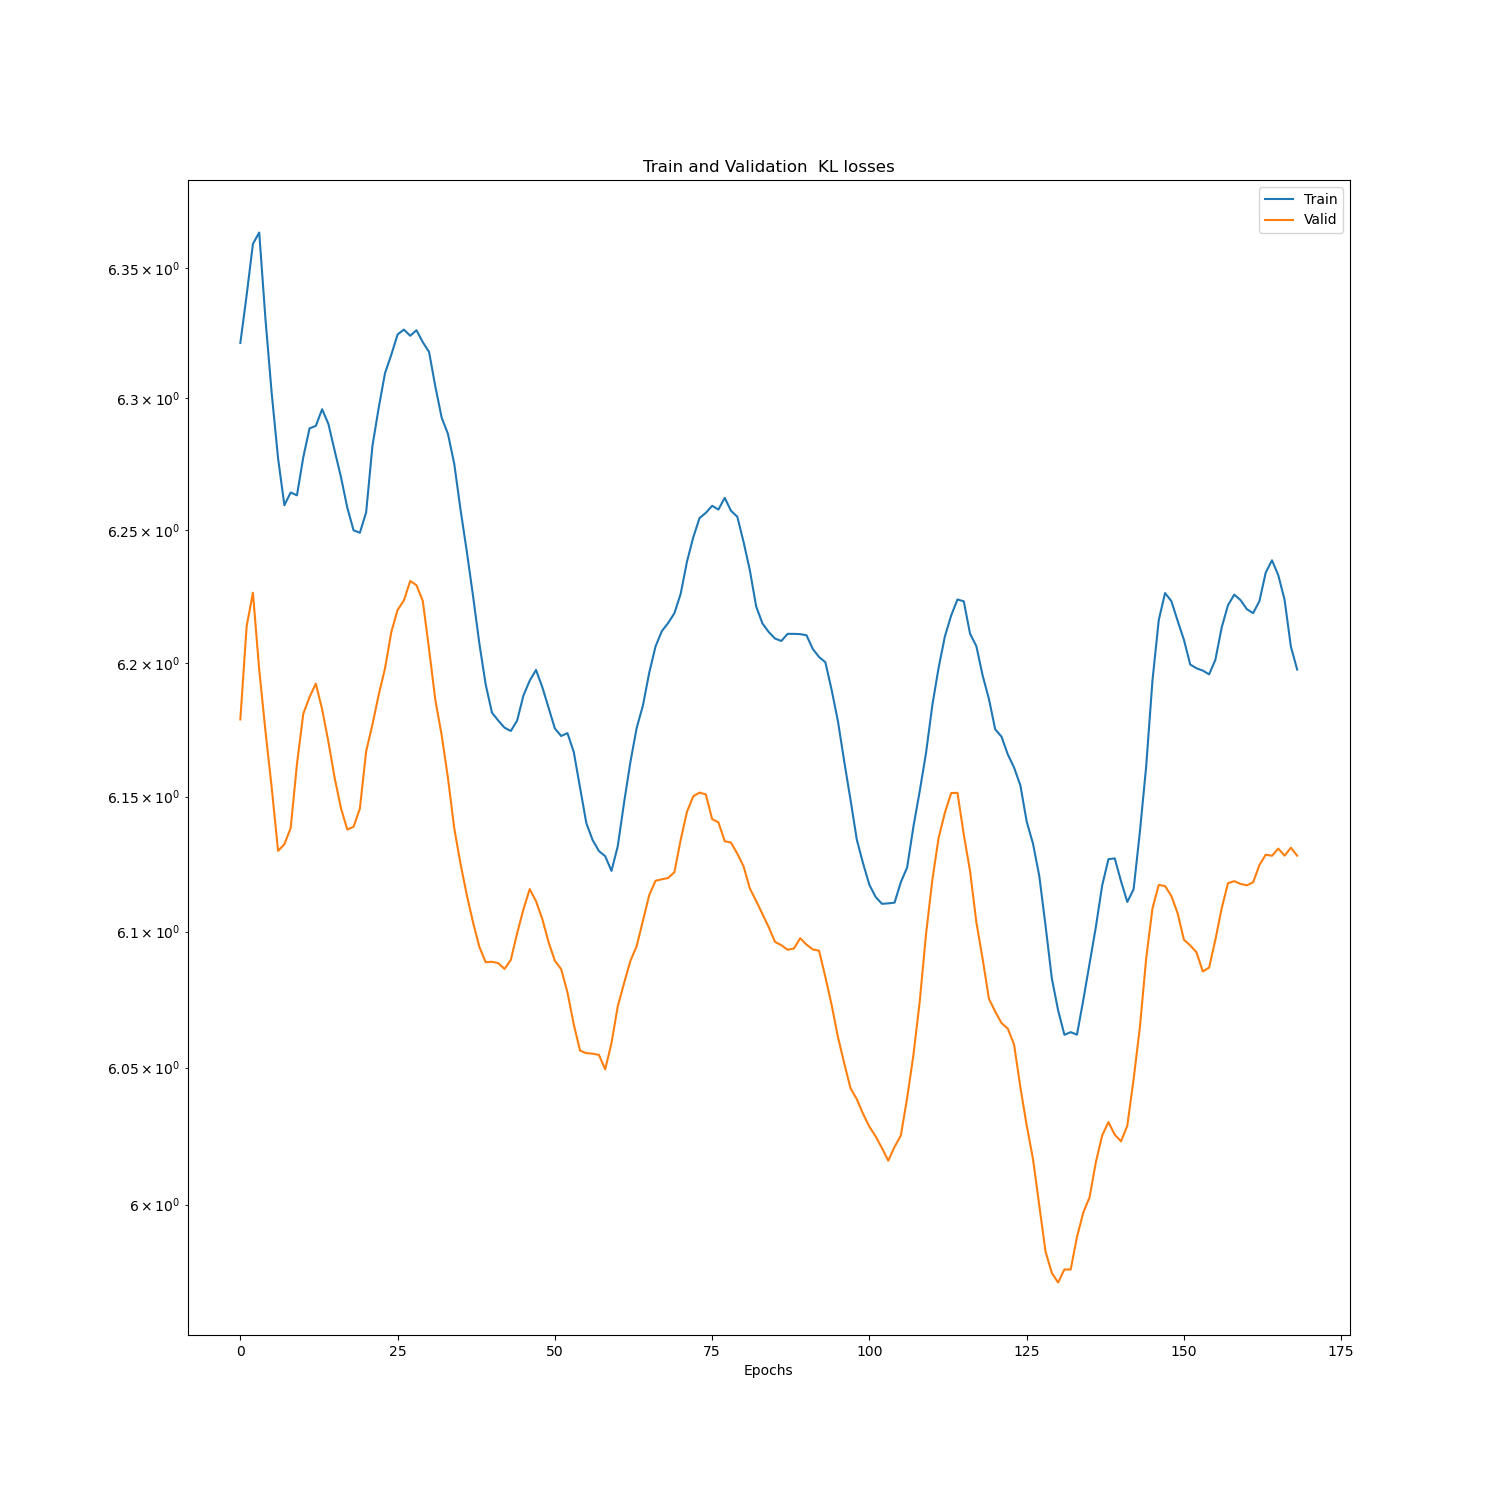 Train and Validation  KL losses
Train
Valid
6.35 × 10⁰
6.3 × 10⁰
6.25 × 10⁰
6.2 × 10⁰
6.15 × 10⁰
6.1 × 10⁰
6.05 × 10⁰
6 × 10⁰
0 25 50 75 100 125 150 175
Epochs